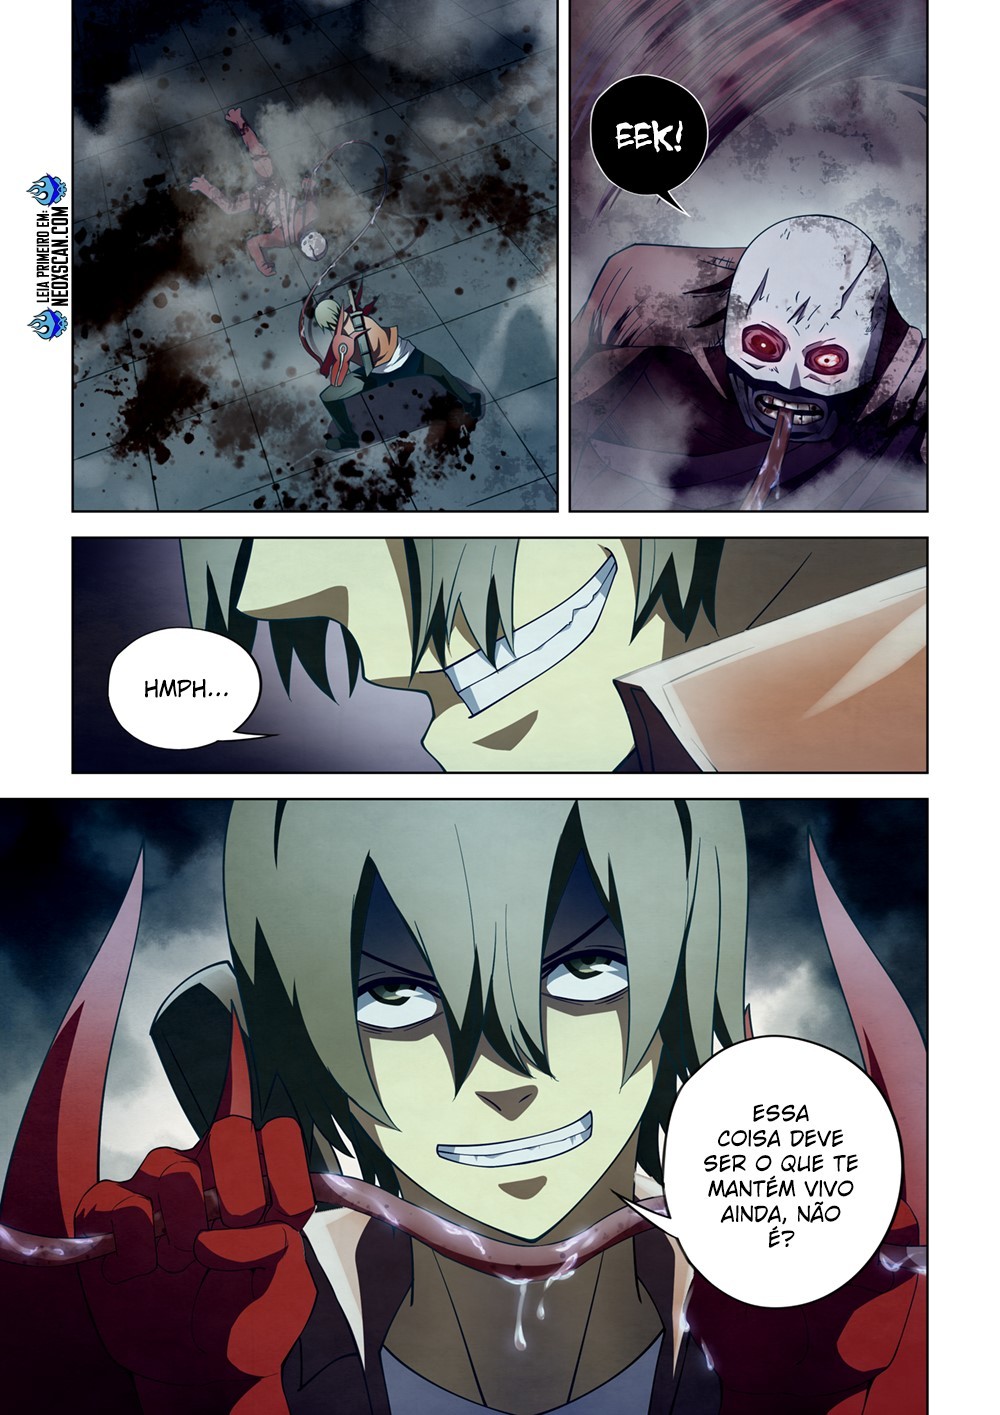 LEIA PRIMEIRO EM:
NEOXSCAN.COM
EEK!
HMPH...
ESSA
COISA DEVE
SER O QUE TE
MANTÉM VIVO
AINDA, NÃO
É?